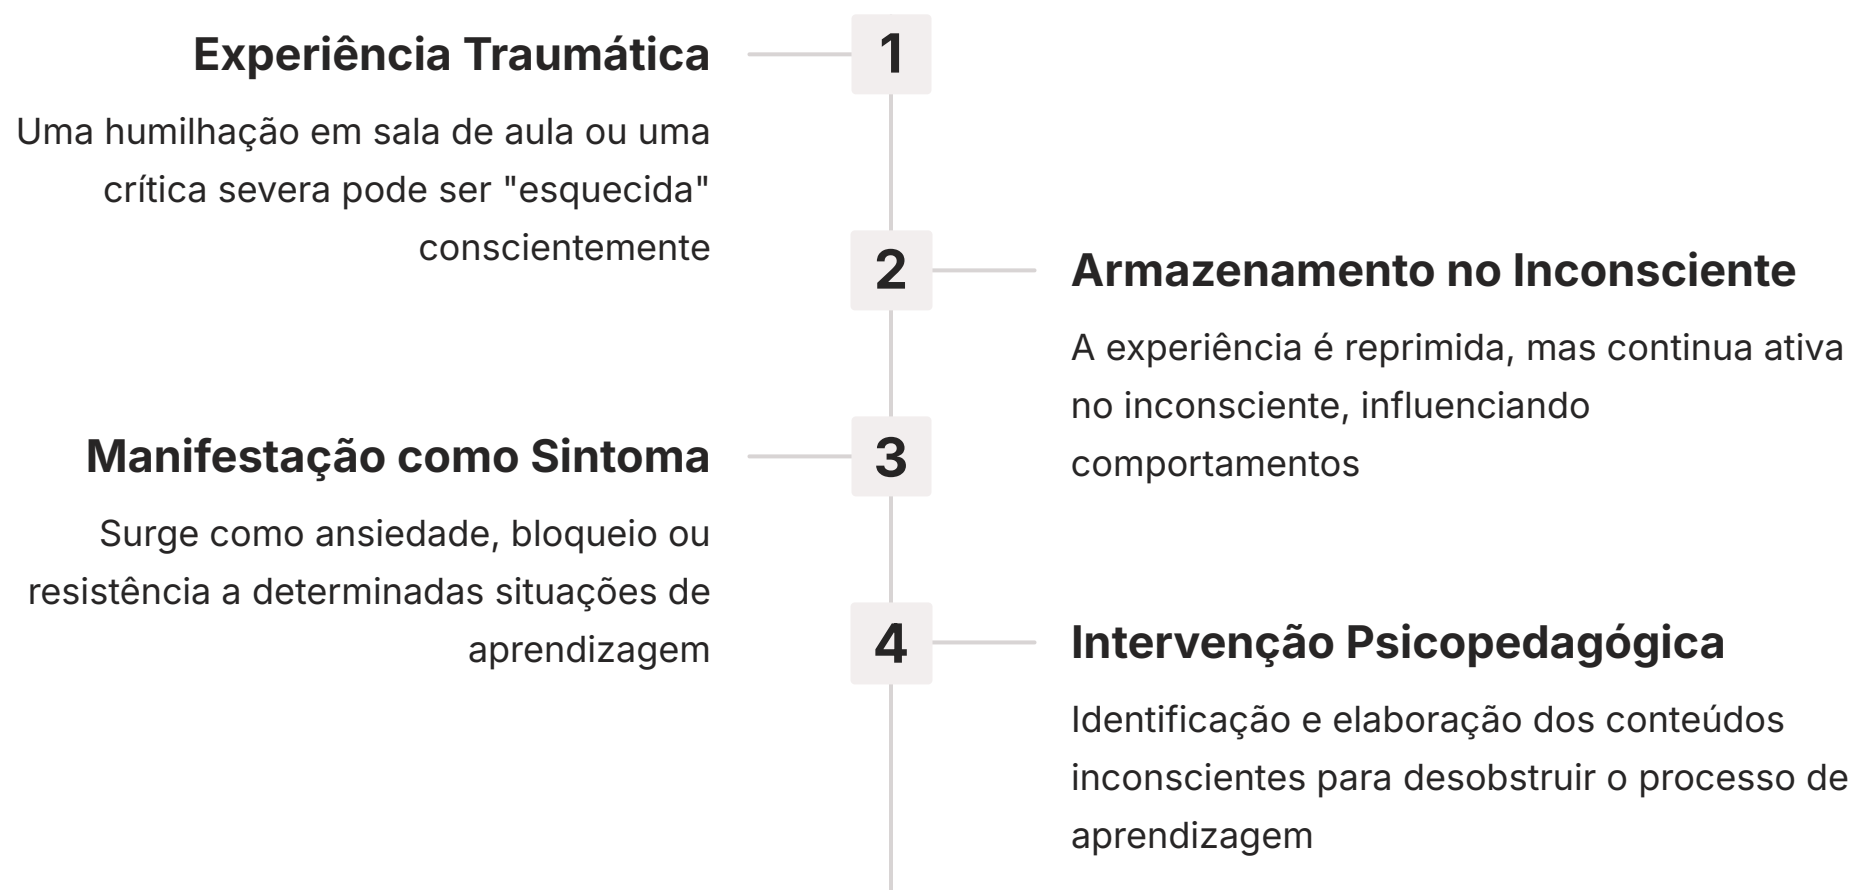 Experiência Traumática
1
Uma humilhação em sala de aula ou uma
crítica severa pode ser "esquecida"
conscientemente
2
Armazenamento no Inconsciente
A experiência é reprimida, mas continua ativa
no inconsciente, influenciando
comportamentos
Manifestação como Sintoma
3
Surge como ansiedade, bloqueio ou
resistência a determinadas situações de
aprendizagem
4
Intervenção Psicopedagógica
Identificação e elaboração dos conteúdos
inconscientes para desobstruir o processo de
aprendizagem